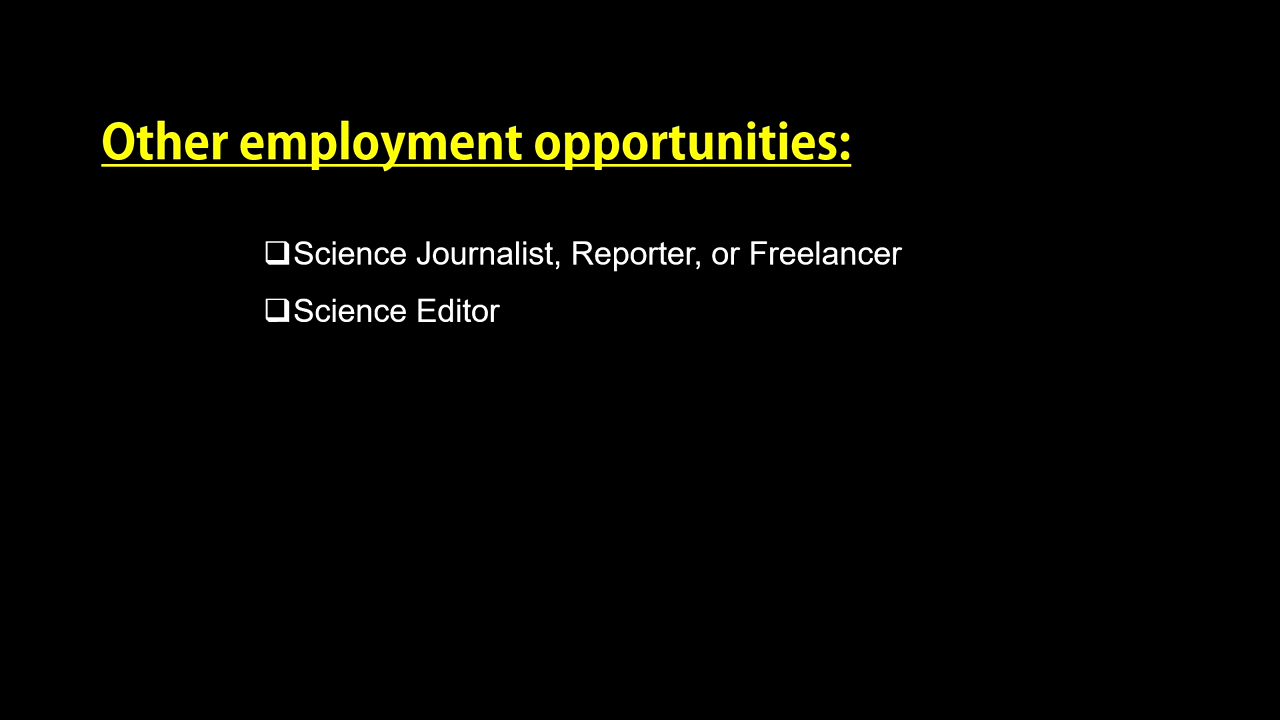 Other employment opportunities:
❑Science Journalist, Reporter, or Freelancer
❑Science Editor